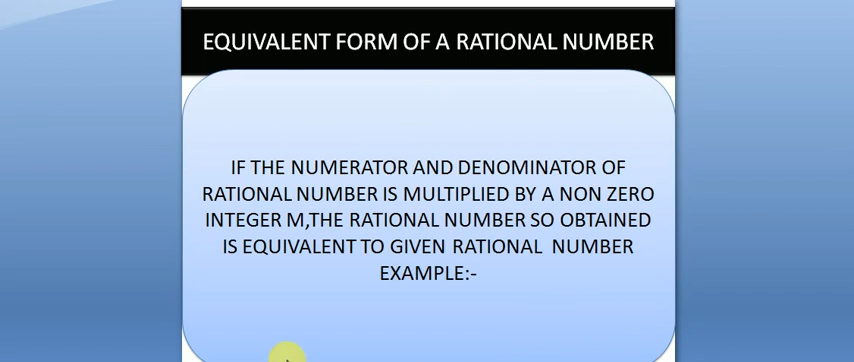 EQUIVALENT FORM OF A RATIONAL NUMBER
IF THE NUMERATOR AND DENOMINATOR OF
RATIONAL NUMBER IS MULTIPLIED BY A NON ZERO
INTEGER M,THE RATIONAL NUMBER SO OBTAINED
IS EQUIVALENT TO GIVEN RATIONAL NUMBER
EXAMPLE:-